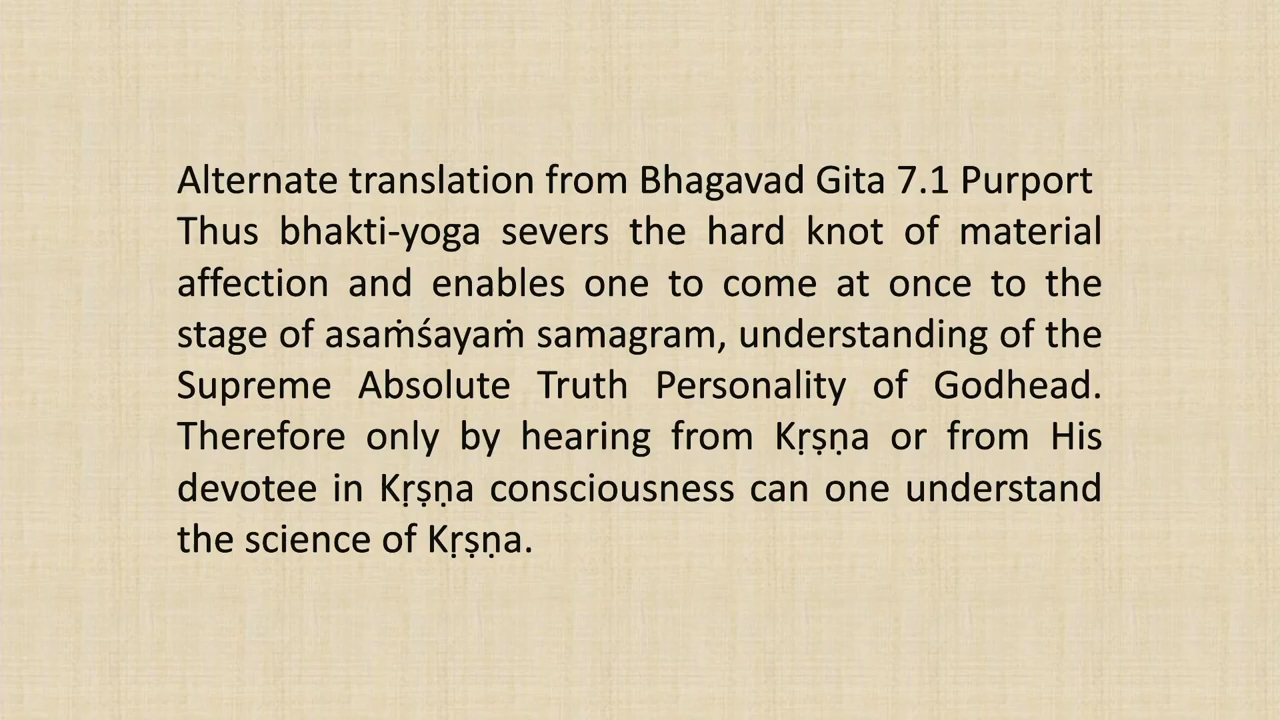 Alternate translation from Bhagavad Gita 7.1 Purport
Thus bhakti-yoga severs the hard knot of material
affection and enables one to come at once to the
stage of asaṁśayaṁ samagram, understanding of the
Supreme Absolute Truth Personality of Godhead.
Therefore only by hearing from Kṛṣṇa or from His
devotee in Kṛṣṇa consciousness can one understand
the science of Kṛṣṇa.